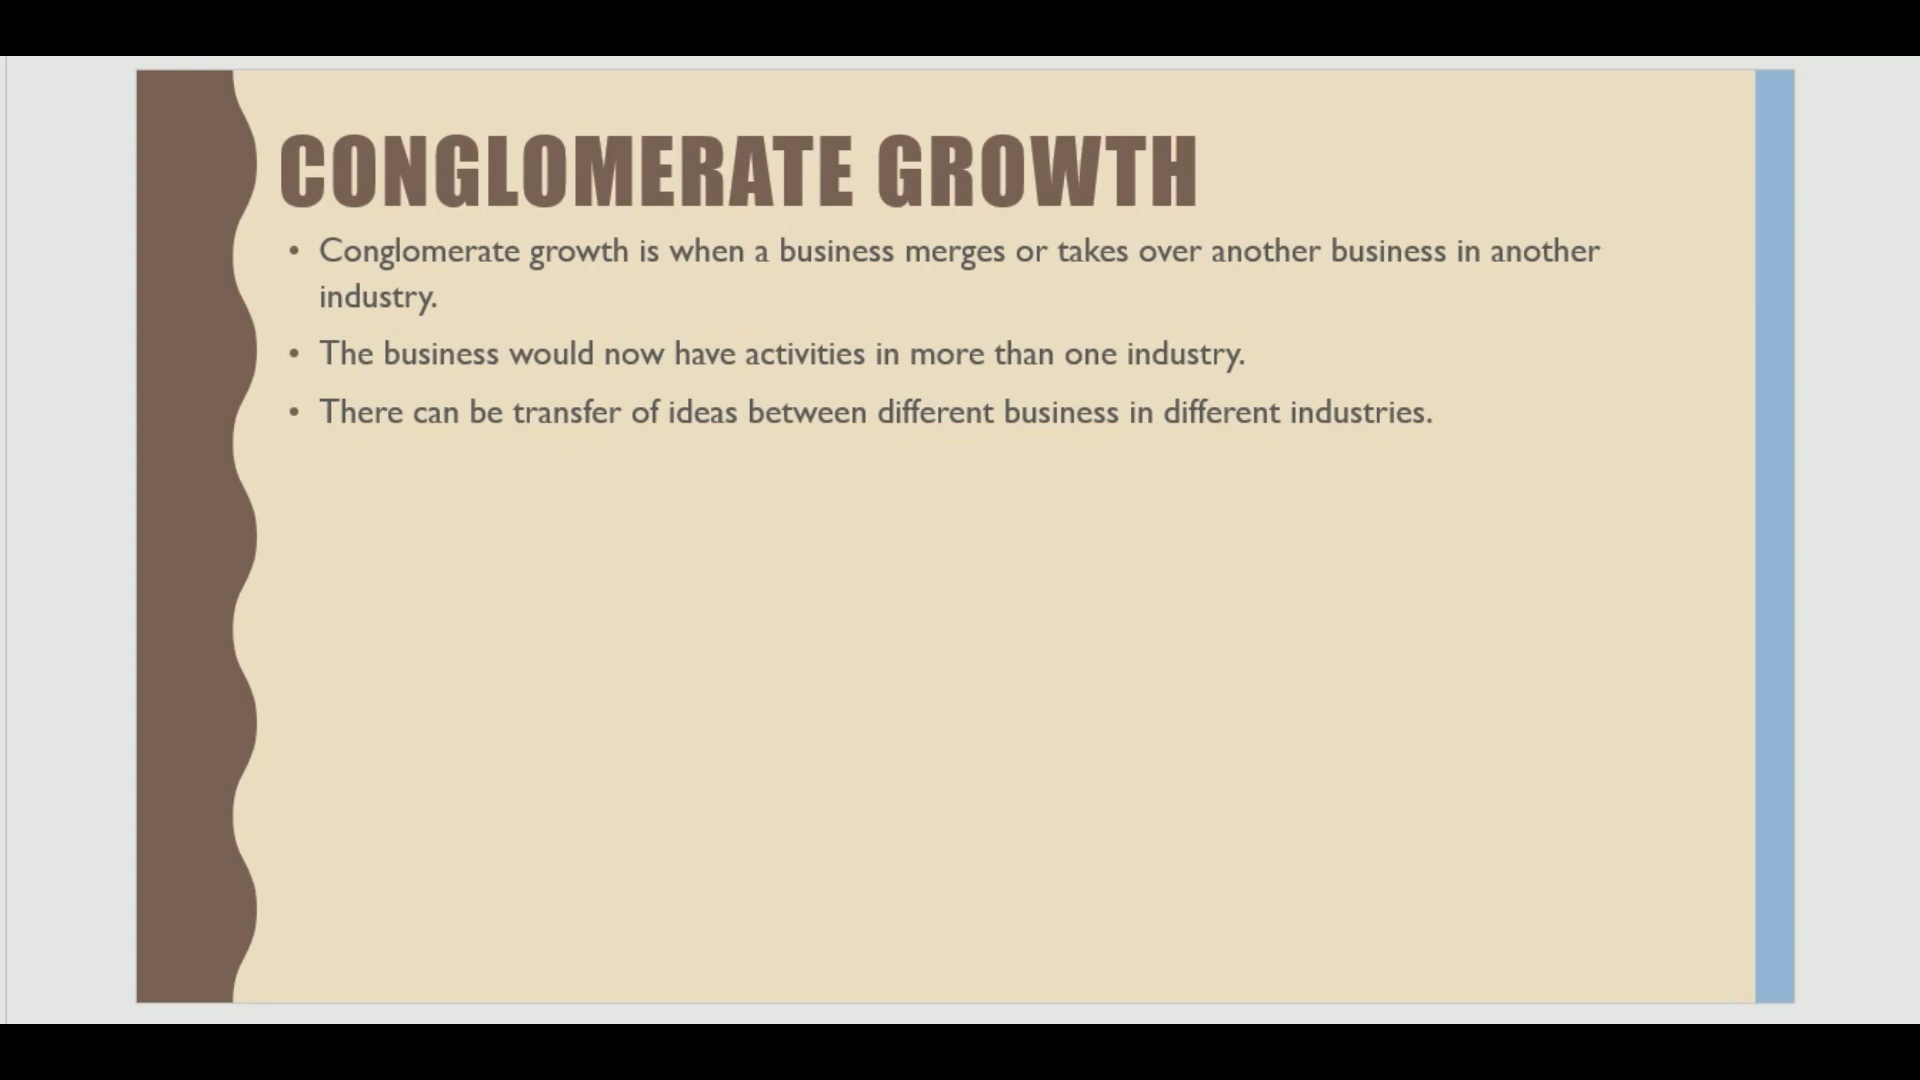 CONGLOMERATE GROWTH
• Conglomerate growth is when a business merges or takes over another business in another
industry.
• The business would now have activities in more than one industry.
• There can be transfer of ideas between different business in different industries.